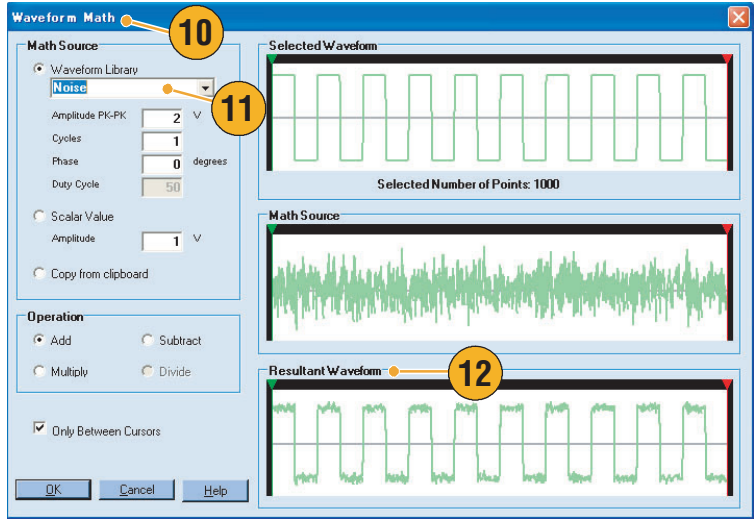 Waveform Math
10
Math Source
Waveform Library
Noise
11
Amplitude PK-PK 2 V
Cycles 1
Phase 0 degrees
Duty Cycle 50
Scalar Value
Amplitude 1 V
Copy from clipboard
Operation
Add Subtract
Multiply Divide
Only Between Cursors
OK Cancel Help
Selected Waveform
Selected Number of Points: 1000
Math Source
Resultant Waveform
12